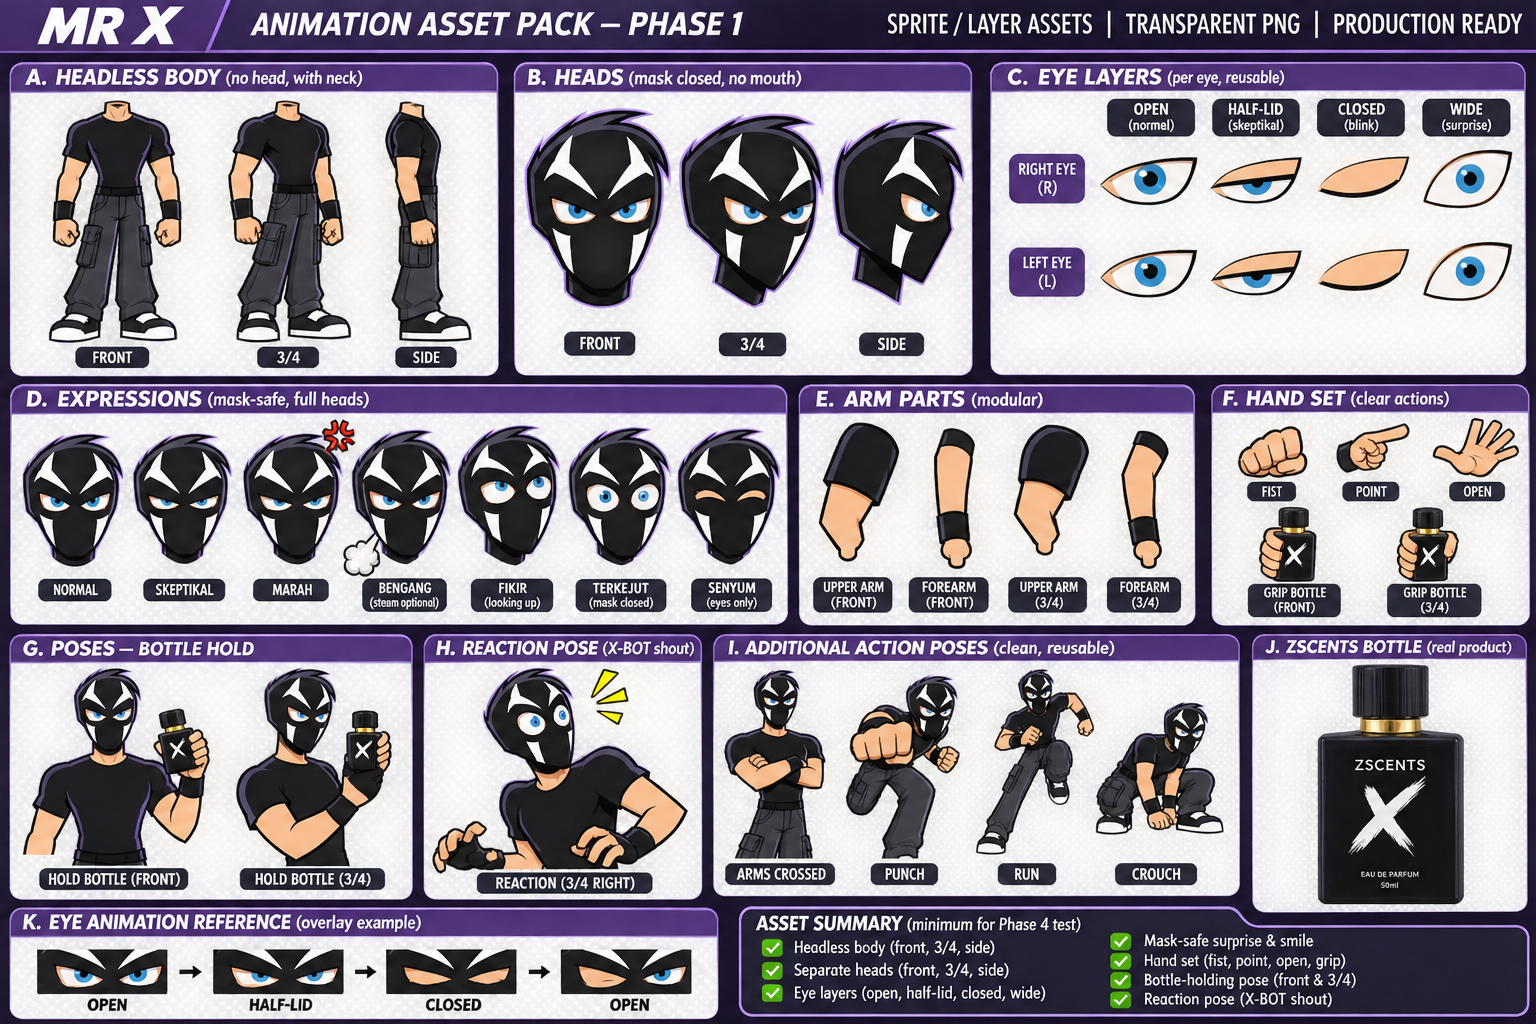 MR X
ANIMATION ASSET PACK – PHASE 1
SPRITE / LAYER ASSETS | TRANSPARENT PNG | PRODUCTION READY
A. HEADLESS BODY (no head, with neck)
FRONT
3/4
SIDE
B. HEADS (mask closed, no mouth)
FRONT
3/4
SIDE
C. EYE LAYERS (per eye, reusable)
OPEN
(normal)
HALF-LID
(skeptikal)
CLOSED
(blink)
WIDE
(surprise)
RIGHT EYE
(R)
LEFT EYE
(L)
D. EXPRESSIONS (mask-safe, full heads)
NORMAL
SKEPTIKAL
MARAH
BENGANG
(steam optional)
FIKIR
(looking up)
TERKEJUT
(mask closed)
SENYUM
(eyes only)
E. ARM PARTS (modular)
UPPER ARM
(FRONT)
FOREARM
(FRONT)
UPPER ARM
(3/4)
FOREARM
(3/4)
F. HAND SET (clear actions)
FIST
POINT
OPEN
X
X
GRIP BOTTLE
(FRONT)
GRIP BOTTLE
(3/4)
G. POSES — BOTTLE HOLD
X
X
HOLD BOTTLE (FRONT)
HOLD BOTTLE (3/4)
H. REACTION POSE (X-BOT shout)
REACTION (3/4 RIGHT)
I. ADDITIONAL ACTION POSES (clean, reusable)
ARMS CROSSED
PUNCH
RUN
CROUCH
J. ZSCENTS BOTTLE (real product)
ZSCENTS
X
EAU DE PARFUM
50ml
K. EYE ANIMATION REFERENCE (overlay example)
OPEN
HALF-LID
CLOSED
OPEN
ASSET SUMMARY (minimum for Phase 4 test)
Headless body (front, 3/4, side)
Separate heads (front, 3/4, side)
Eye layers (open, half-lid, closed, wide)
Mask-safe surprise & smile
Hand set (fist, point, open, grip)
Bottle-holding pose (front & 3/4)
Reaction pose (X-BOT shout)